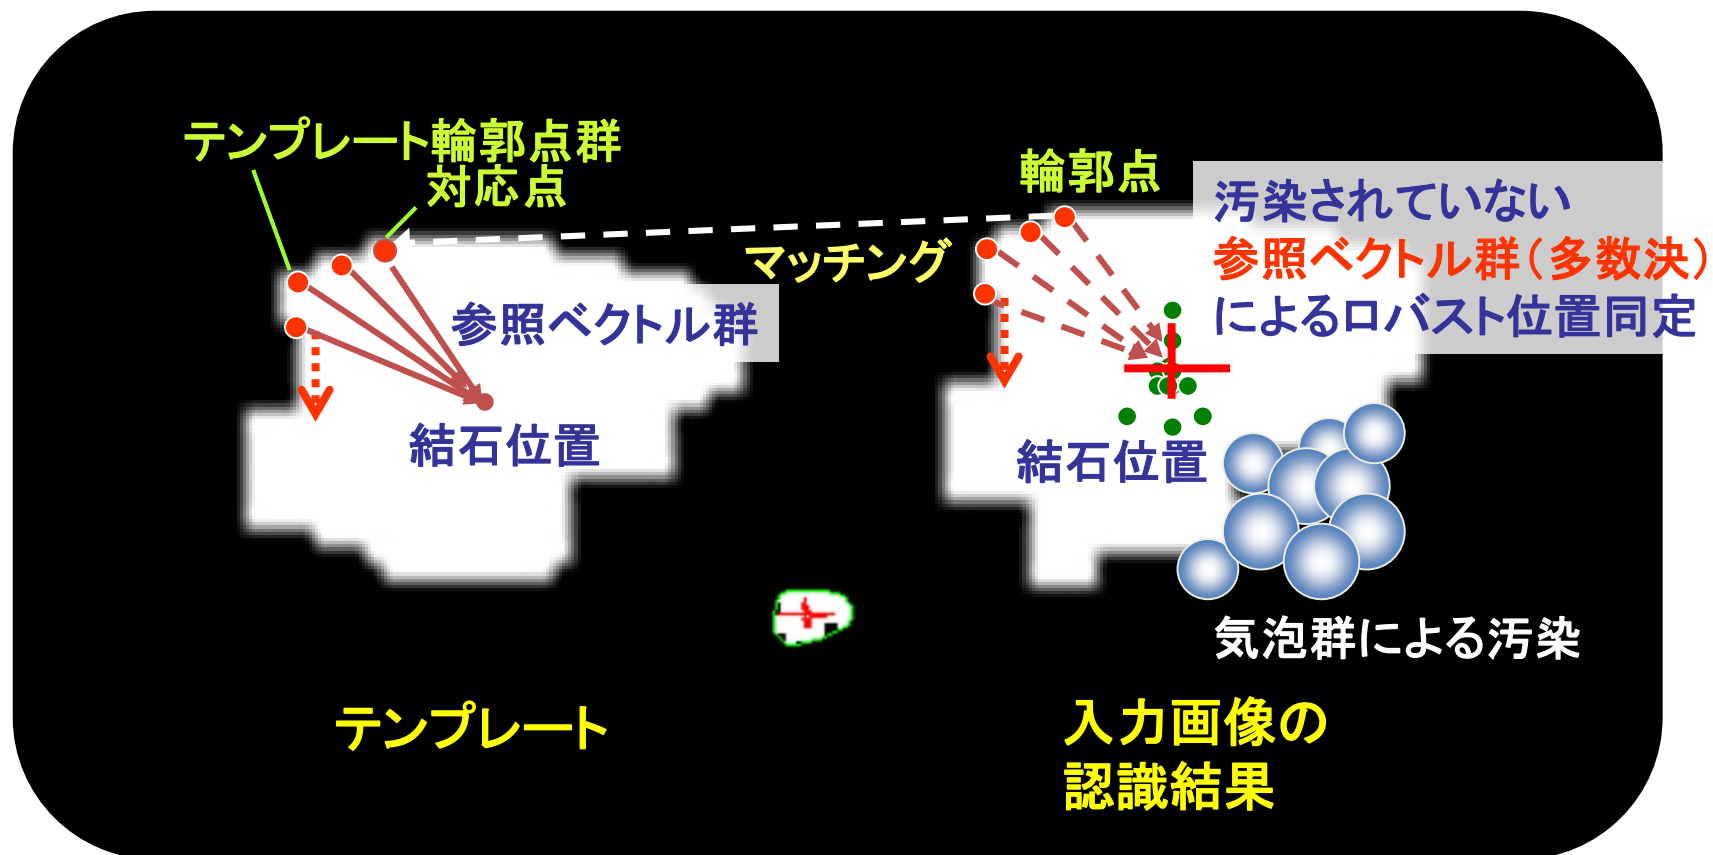 テンプレート輪郭点群
対応点
参照ベクトル群
結石位置
テンプレート
マッチング
輪郭点
汚染されていない
参照ベクトル群（多数決）
によるロバスト位置同定
結石位置
気泡群による汚染
入力画像の
認識結果